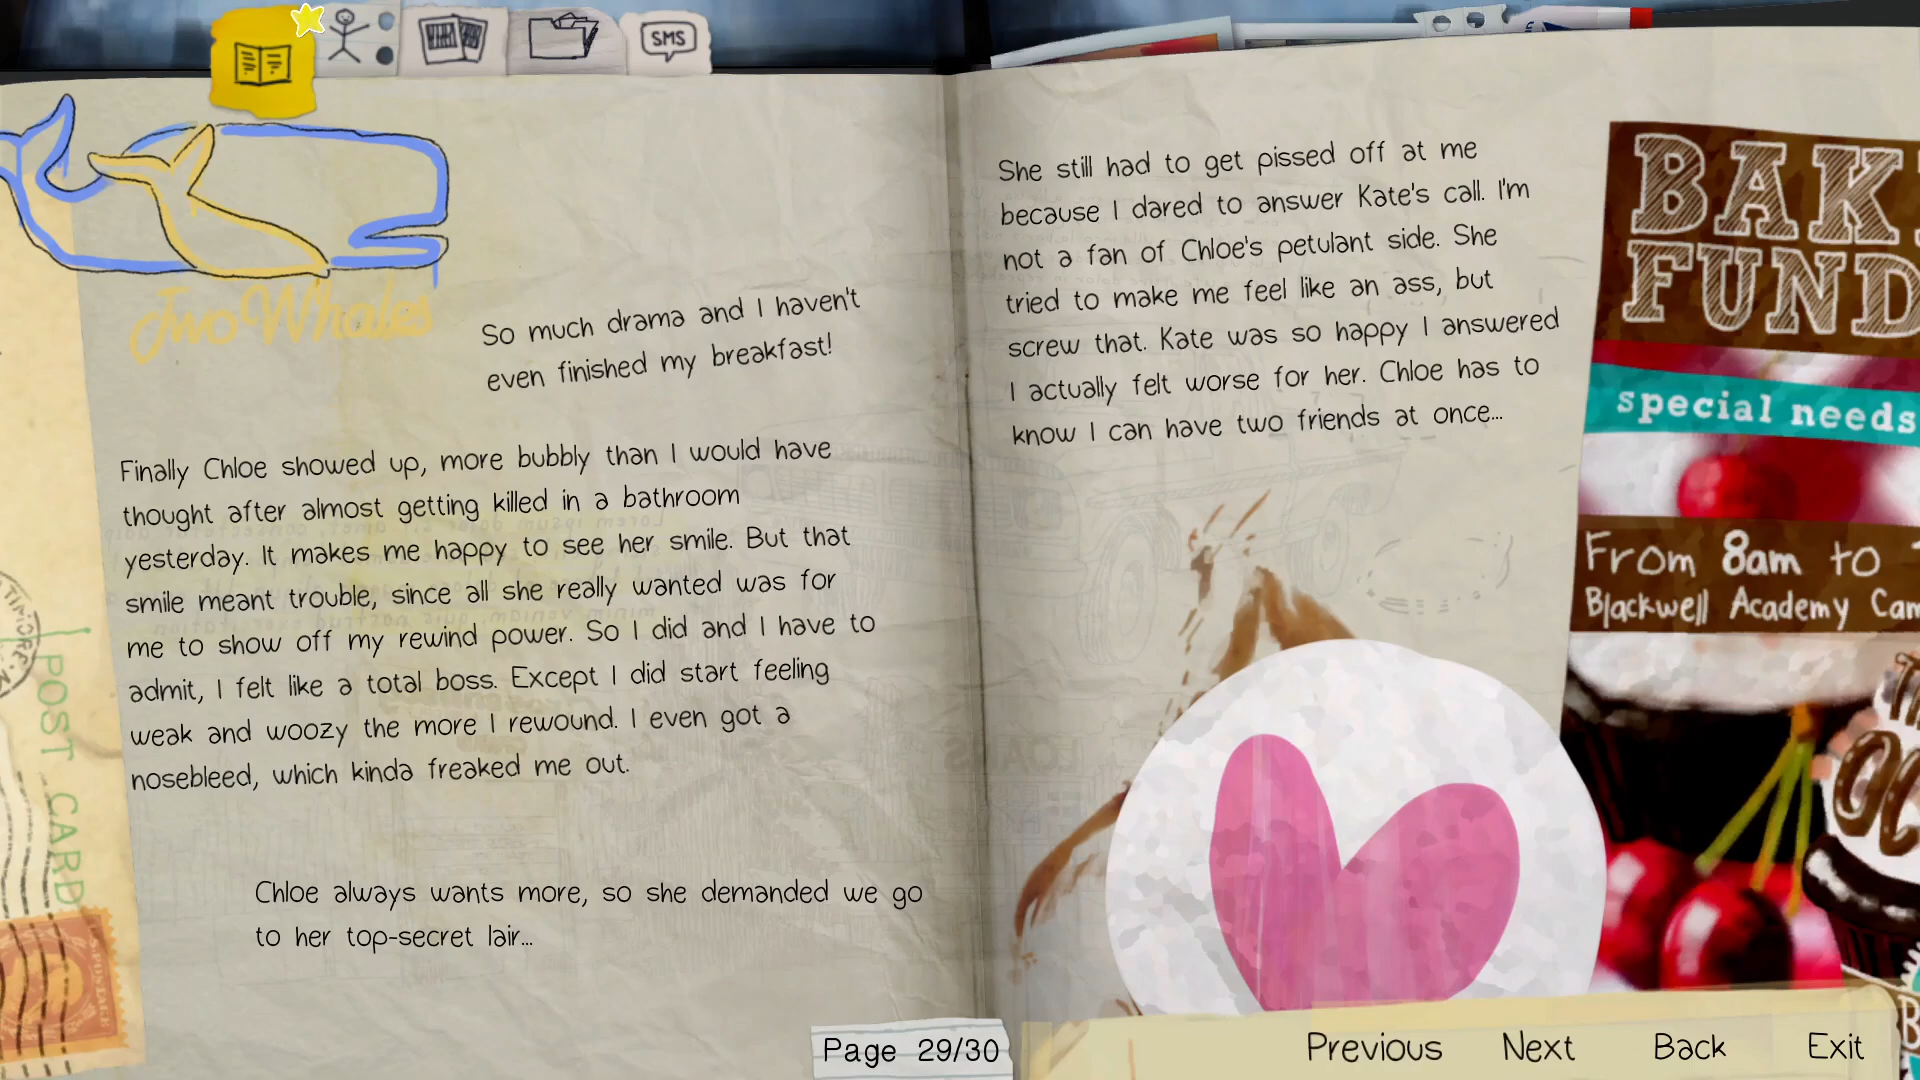 SMS
Two Whales
So much drama and I haven't
even finished my breakfast!
Finally Chloe showed up, more bubbly than I would have
thought after almost getting killed in a bathroom
yesterday. It makes me happy to see her smile. But that
smile meant trouble, since all she really wanted was for
me to show off my rewind power. So I did and I have to
admit, I felt like a total boss. Except I did start feeling
weak and woozy the more I rewound. I even got a
nosebleed, which kinda freaked me out.
Chloe always wants more, so she demanded we go
to her top-secret lair...
POST CARD
She still had to get pissed off at me
because I dared to answer Kate's call. I'm
not a fan of Chloe's petulant side. She
tried to make me feel like an ass, but
screw that. Kate was so happy I answered
I actually felt worse for her. Chloe has to
know I can have two friends at once...
BAK
FUND
special needs
From 8am to
Blackwell Academy Cam
Page 29/30
Previous
Next
Back
Exit